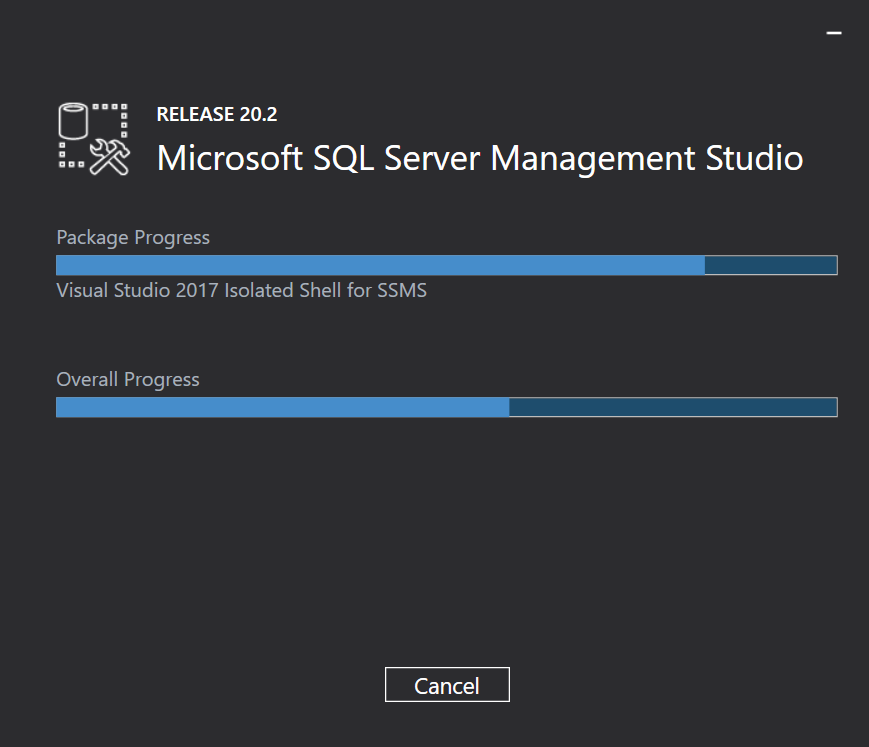 RELEASE 20.2
Microsoft SQL Server Management Studio
Package Progress
Visual Studio 2017 Isolated Shell for SSMS
Overall Progress
Cancel